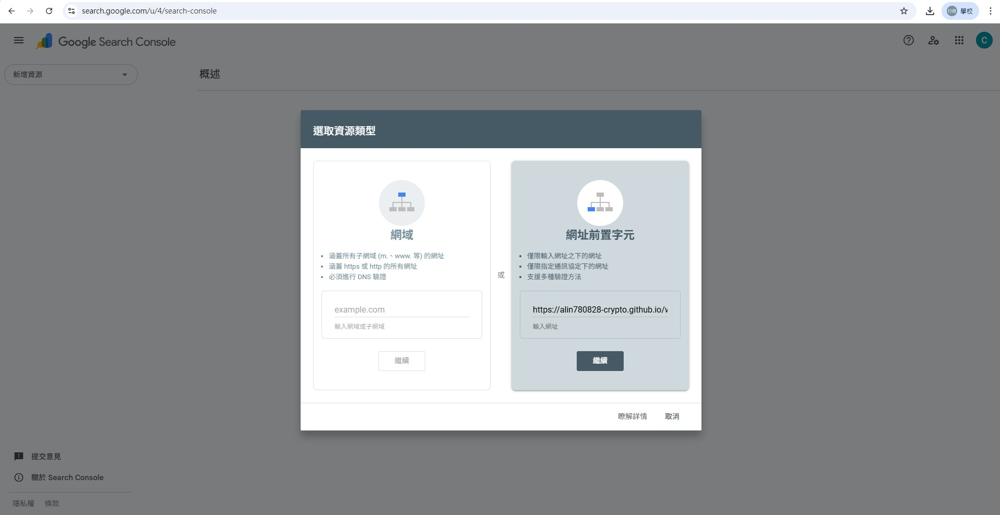 search.google.com/u/4/search-console
行政 學校
Google Search Console
C
新增資源
概述
選取資源類型
網域
涵蓋所有子網域 (m.、www. 等) 的網址
涵蓋 https 或 http 的所有網址
必須進行 DNS 驗證
example.com
輸入網域或子網域
繼續
或
網址前置字元
僅限輸入網址之下的網址
僅限指定通訊協定下的網址
支援多種驗證方法
https://alin780828-crypto.github.io/
輸入網址
繼續
瞭解詳情 取消
提交意見
關於 Search Console
隱私權 條款